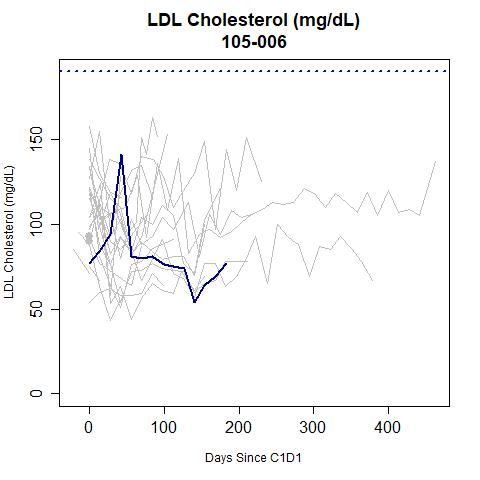 LDL Cholesterol (mg/dL)
105-006
LDL Cholesterol (mg/dL)
150
100
50
0
0 100 200 300 400
Days Since C1D1